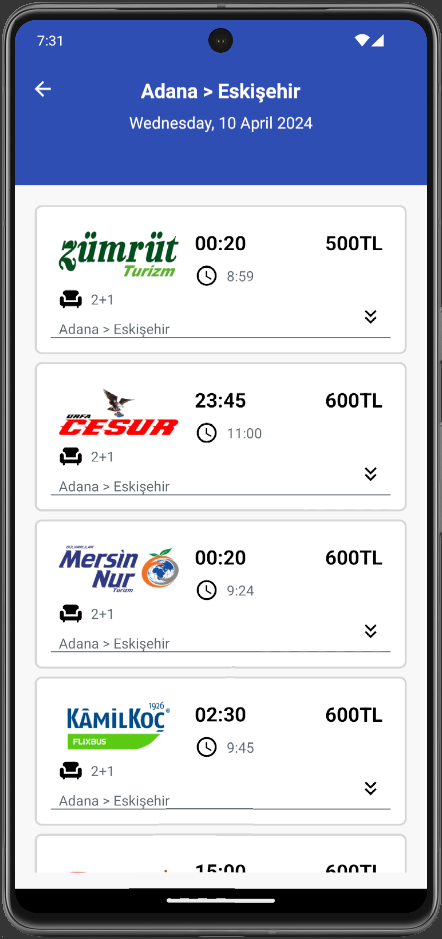 7:31
Adana > Eskişehir
Wednesday, 10 April 2024
zümrüt
Turizm
00:20
500TL
8:59
2+1
Adana > Eskişehir
URFA
CESUR
23:45
600TL
11:00
2+1
Adana > Eskişehir
Mersin
Nur
Turizm
00:20
600TL
9:24
2+1
Adana > Eskişehir
1926
KÂMİLKOÇ®
FLiXBUS
02:30
600TL
9:45
2+1
Adana > Eskişehir
15:00
600TL